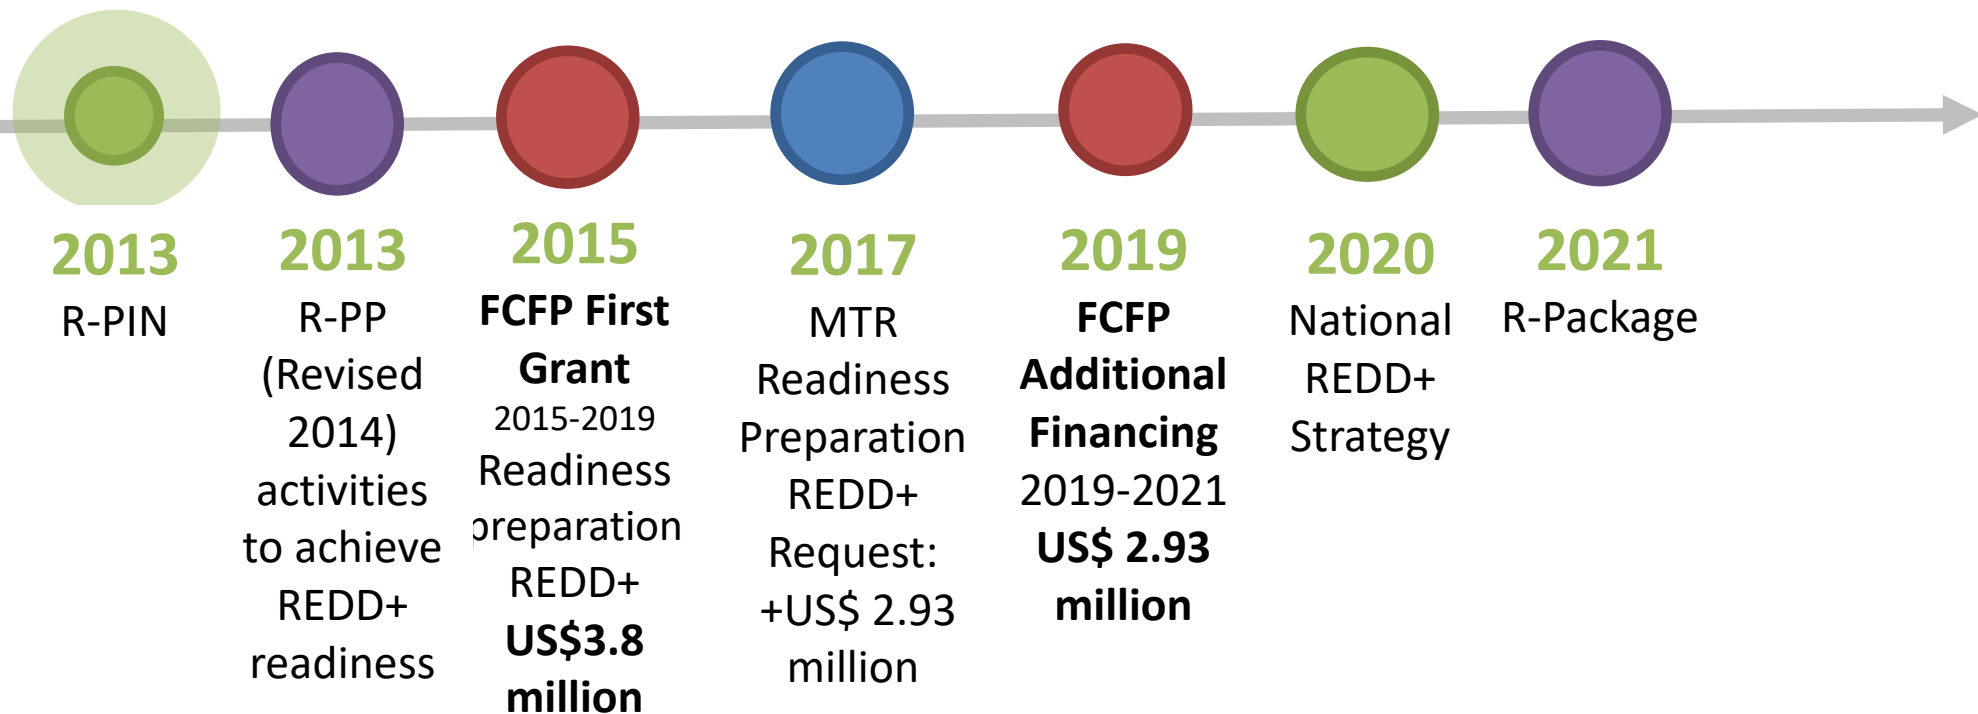 2013
R-PIN
2013
R-PP
(Revised
2014)
activities
to achieve
REDD+
readiness
2015
FCFP First
Grant
2015-2019
Readiness
preparation
REDD+
US$3.8
million
2017
MTR
Readiness
Preparation
REDD+
Request:
+US$ 2.93
million
2019
FCFP
Additional
Financing
2019-2021
US$ 2.93
million
2020
National
REDD+
Strategy
2021
R-Package